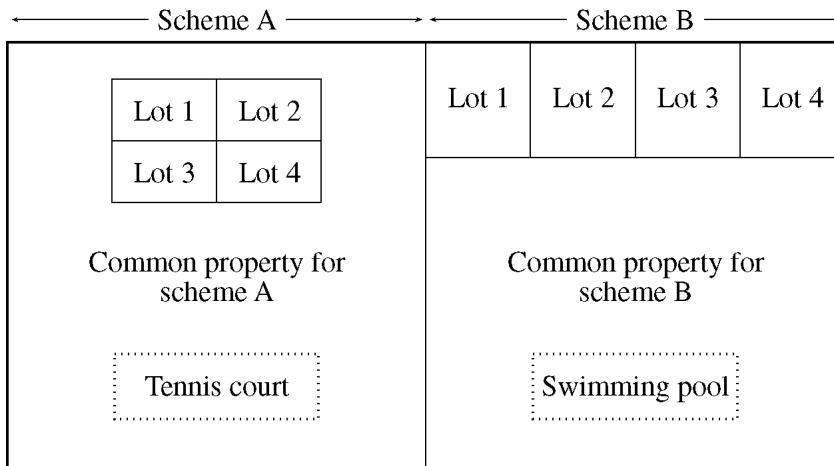 Scheme A
Scheme B
Lot 1
Lot 2
Lot 3
Lot 4
Common property for
scheme A
Tennis court
Lot 1
Lot 2
Lot 3
Lot 4
Common property for
scheme B
Swimming pool